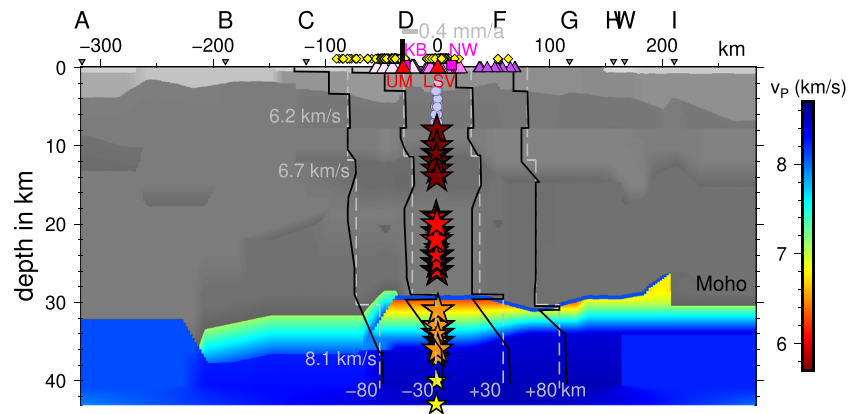 A B C D F G H W I
0.4 mm/a
−300 −200 −100 0 100 200 km
KB NW
UM LSV
vP (km/s)
0
6.2 km/s
10
8
6.7 km/s
20
7
depth in km
Moho
30
6
8.1 km/s
40
−80 −30 +30 +80 km